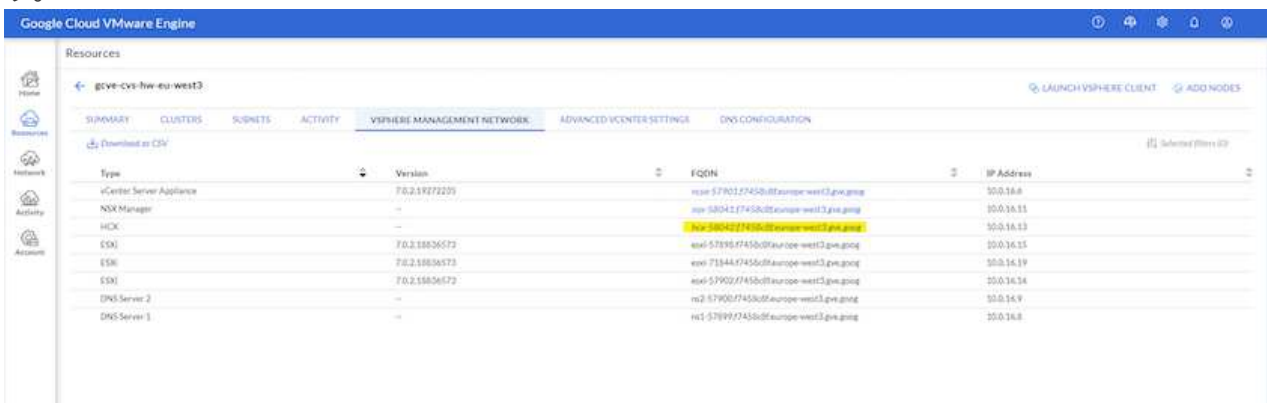 Google Cloud VMware Engine
Resources
Home
Resources
Network
Activity
Account
gcve-cvs-hw-eu-west3
LAUNCH VSPHERE CLIENT ADD NODES
SUMMARY CLUSTERS SUBNETS ACTIVITY VSPHERE MANAGEMENT NETWORK ADVANCED VCENTER SETTINGS DNS CONFIGURATION
Download as CSV Selected filters (0)
Type Version FQDN IP Address
vCenter Server Appliance 7.0.2.19272235 10.0.16.6
NSX Manager -- 10.0.16.11
HCX -- 10.0.16.13
ESXi 7.0.2.18836573 10.0.16.15
ESXi 7.0.2.18836573 10.0.16.19
ESXi 7.0.2.18836573 10.0.16.14
DNS Server 2 -- 10.0.16.9
DNS Server 1 -- 10.0.16.8